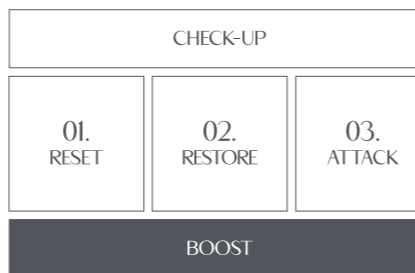 CHECK-UP
01.
RESET
02.
RESTORE
03.
ATTACK
BOOST